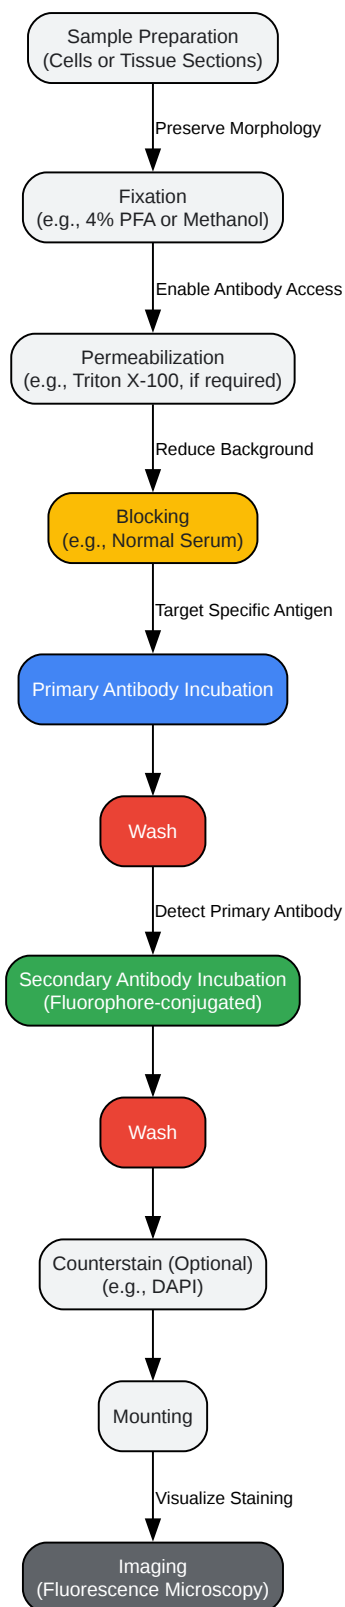 Sample Preparation
(Cells or Tissue Sections)
Preserve Morphology
Fixation
(e.g., 4% PFA or Methanol)
Enable Antibody Access
Permeabilization
(e.g., Triton X-100, if required)
Reduce Background
Blocking
(e.g., Normal Serum)
Target Specific Antigen
Primary Antibody Incubation
Wash
Detect Primary Antibody
Secondary Antibody Incubation
(Fluorophore-conjugated)
Wash
Counterstain (Optional)
(e.g., DAPI)
Mounting
Visualize Staining
Imaging
(Fluorescence Microscopy)